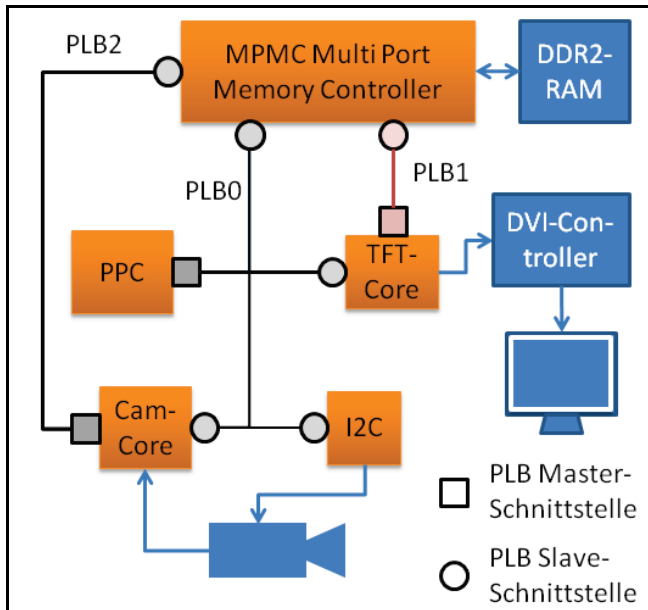 PLB2
MPMC Multi Port
Memory Controller
DDR2-
RAM
PLB0
PLB1
PPC
TFT-
Core
DVI-Con-
troller
Cam-
Core
I2C
PLB Master-
Schnittstelle
PLB Slave-
Schnittstelle